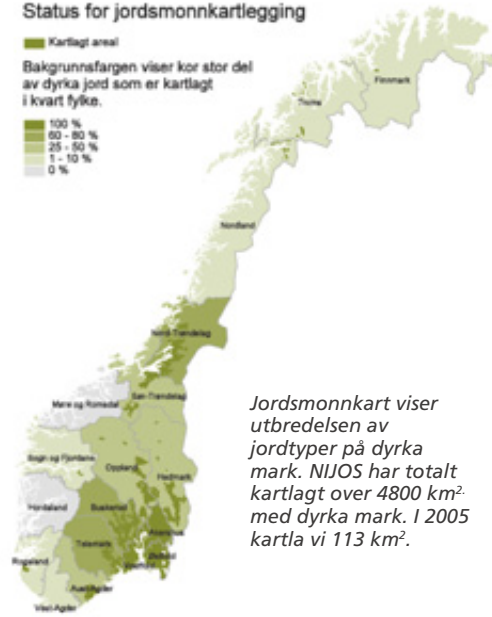 Status for jordsmonnkartlegging
Kartlagt areal
Bakgrunnsfargen viser kor stor del
av dyrka jord som er kartlagt
i kvart fylke.
100 %
60 - 80 %
25 - 50 %
1 - 10 %
0 %
Finnmark
Troms
Nordland
Nord-Trøndelag
Sør-Trøndelag
Møre og Romsdal
Sogn og Fjordane
Oppland
Hedmark
Hordaland
Buskerud
Akershus
Telemark
Østfold
Vestfold
Rogaland
Aust-Agder
Vest-Agder
Jordsmonnkart viser
utbredelsen av
jordtyper på dyrka
mark. NIJOS har totalt
kartlagt over 4800 km².
med dyrka mark. I 2005
kartla vi 113 km².